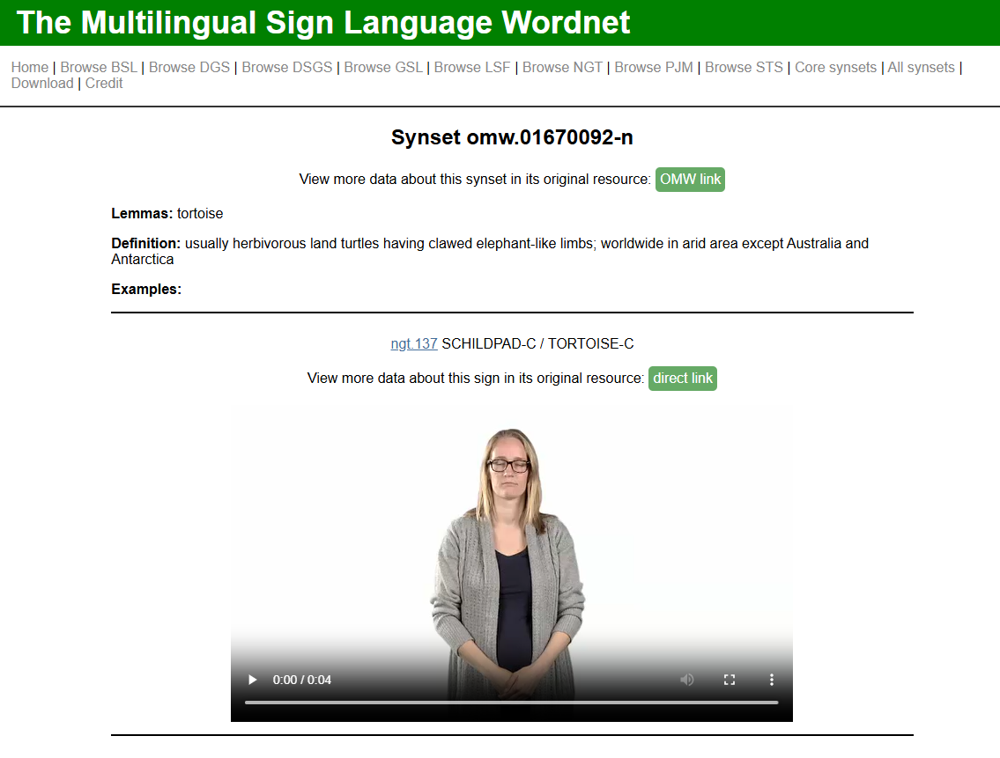 The Multilingual Sign Language Wordnet
Home | Browse BSL | Browse DGS | Browse DSGS | Browse GSL | Browse LSF | Browse NGT | Browse PJM | Browse STS | Core synsets | All synsets |
Download | Credit
Synset omw.01670092-n
View more data about this synset in its original resource: OMW link
Lemmas: tortoise
Definition: usually herbivorous land turtles having clawed elephant-like limbs; worldwide in arid area except Australia and
Antarctica
Examples:
ngt.137 SCHILDPAD-C / TORTOISE-C
View more data about this sign in its original resource: direct link
0:00 / 0:04